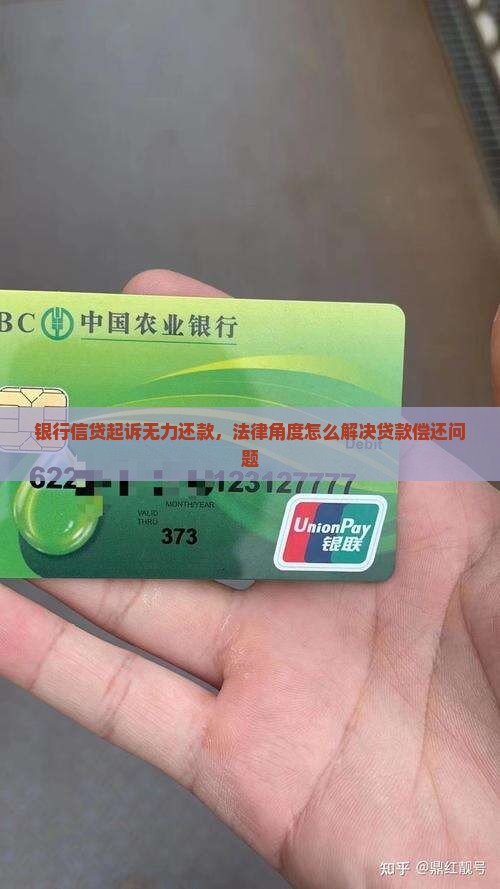 BC 中国农业银行
银行信贷起诉无力还款，法律角度怎么解决贷款偿还问
题
Debit
622
123127777
MONTH/YEAR
VALID
THRU
373
UnionPay
银联
知乎 @鼎红靓号